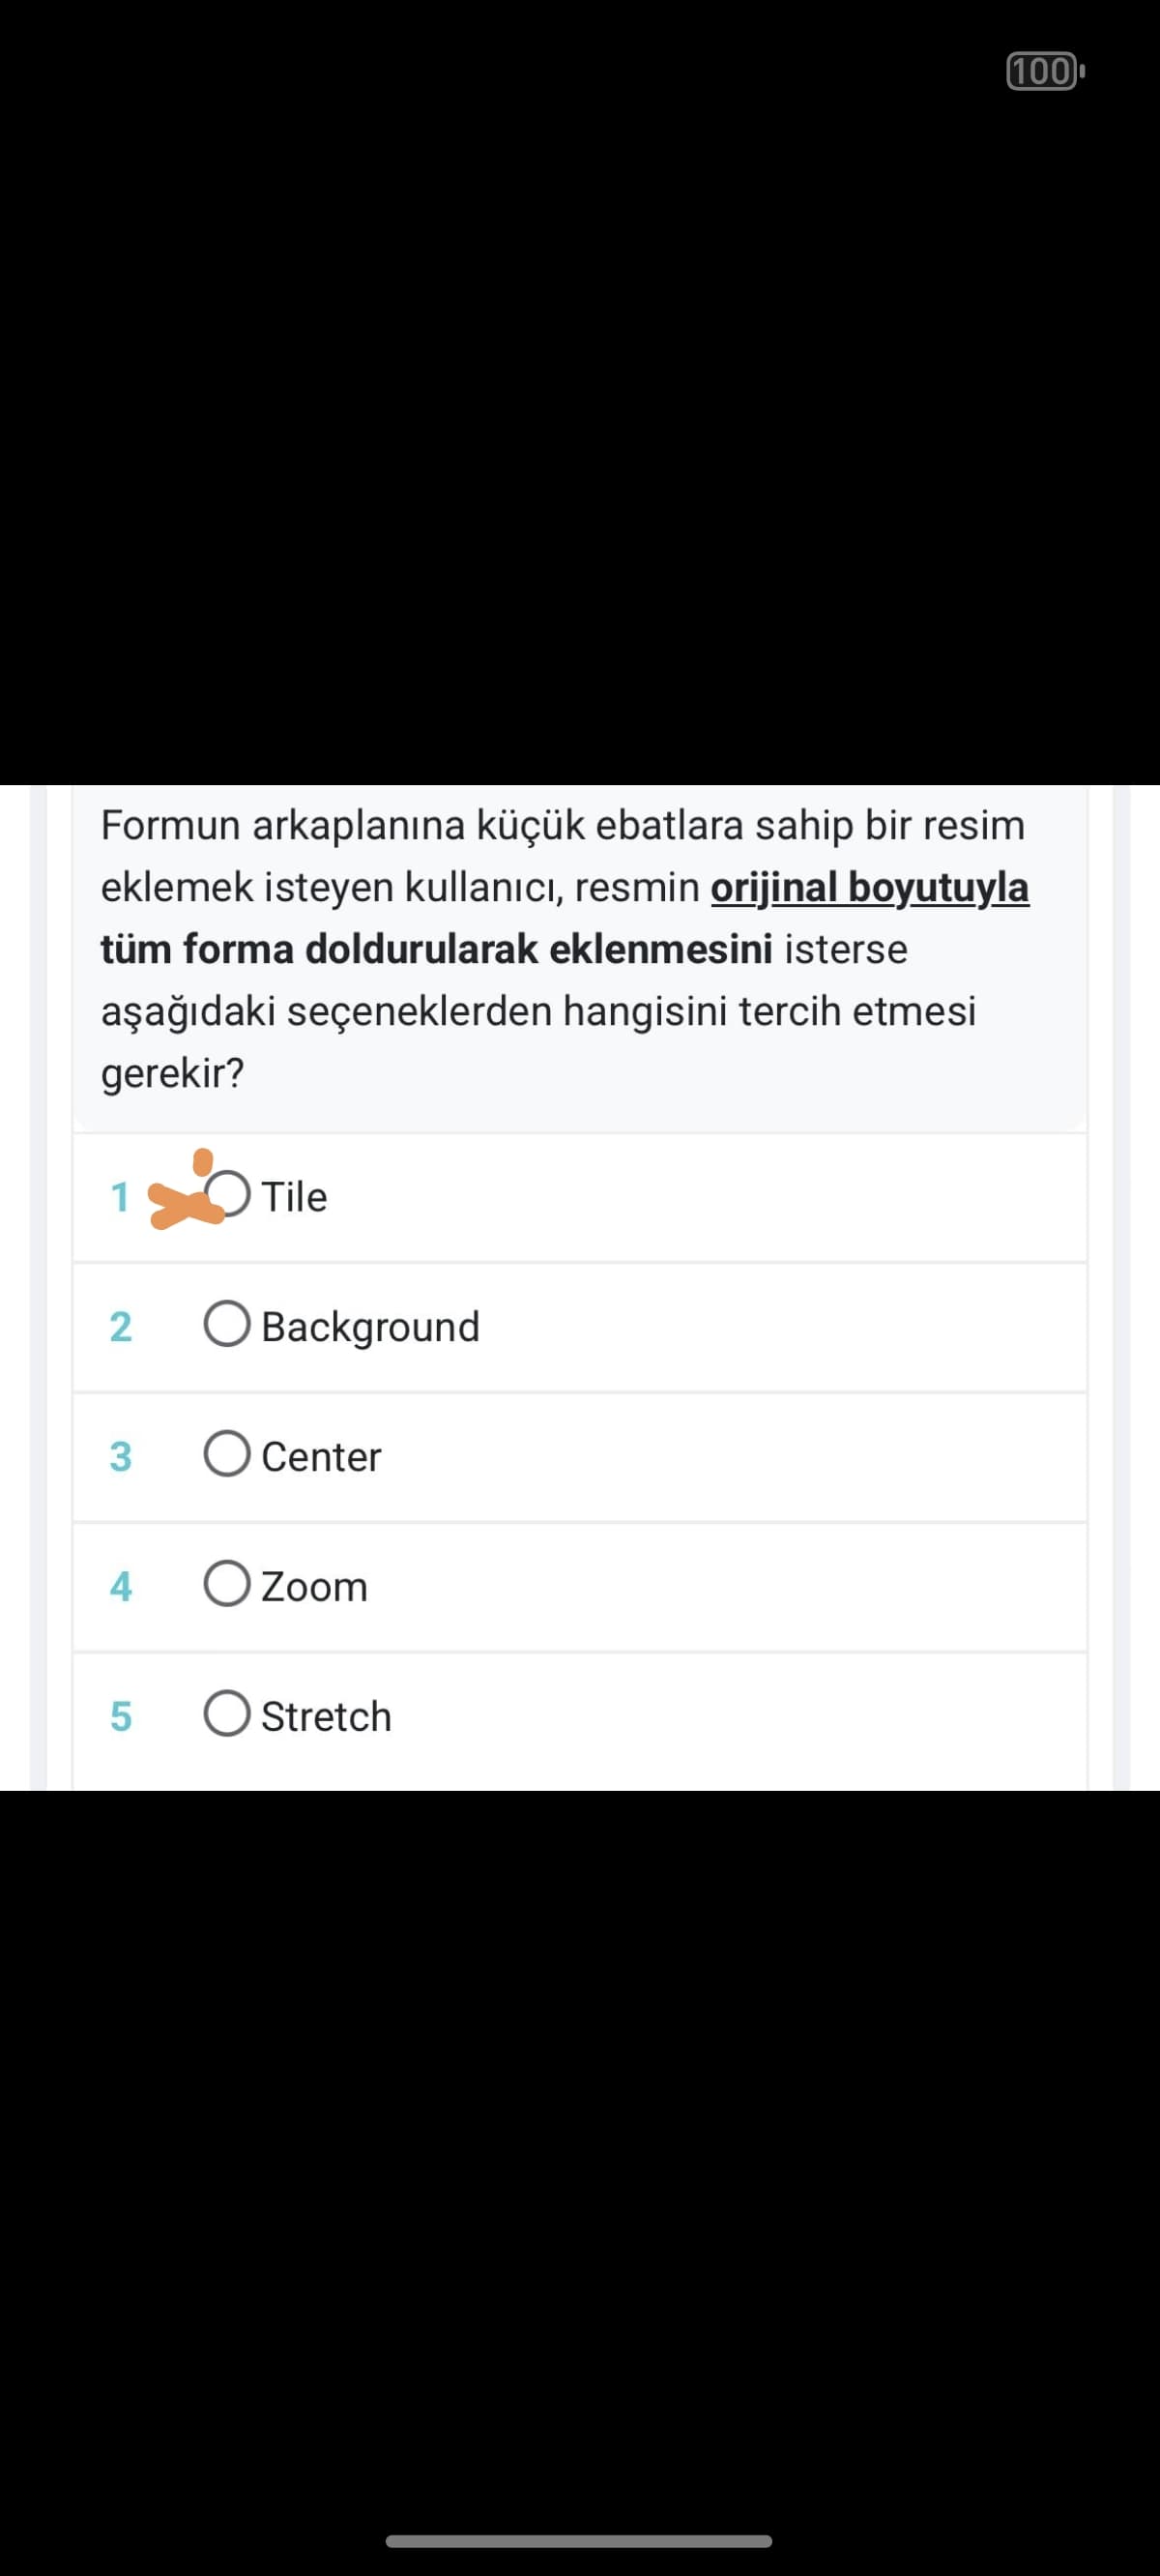 100
Formun arkaplanına küçük ebatlara sahip bir resim
eklemek isteyen kullanıcı, resmin orijinal boyutuyla
tüm forma doldurularak eklenmesini isterse
aşağıdaki seçeneklerden hangisini tercih etmesi
gerekir?
1 Tile
2 Background
3 Center
4 Zoom
5 Stretch